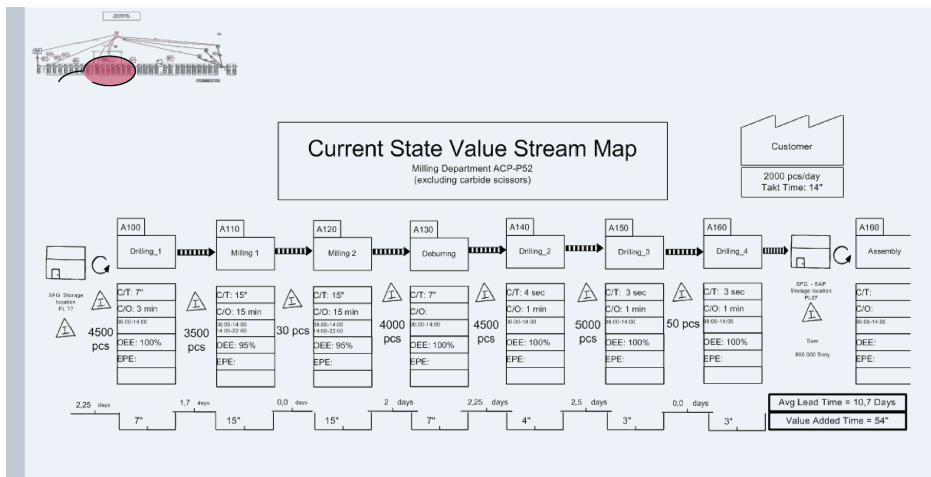 Current State Value Stream Map
Milling Department ACP-P52
(excluding carbide scissors)
Customer
2000 pcs/day
Takt Time: 14"
A100
Drilling_1
A110
Milling 1
A120
Milling 2
A130
Deburring
A140
Drilling_2
A150
Drilling_3
A160
Drilling_4
A160
Assembly
SFG Storage
location
PL ??
I
I
4500
pcs
C/T: 7"
C/O: 3 min
06:00-14:00
OEE: 100%
EPE:
I
3500
pcs
C/T: 15"
C/O: 15 min
06:00-14:00
14:00-22:00
OEE: 95%
EPE:
I
30 pcs
C/T: 15"
C/O: 15 min
06:00-14:00
14:00-22:00
OEE: 95%
EPE:
I
4000
pcs
C/T: 7"
C/O:
06:00-14:00
OEE: 100%
EPE:
I
4500
pcs
C/T: 4 sec
C/O: 1 min
06:00-14:00
OEE: 100%
EPE:
I
5000
pcs
C/T: 3 sec
C/O: 1 min
06:00-14:00
OEE: 100%
EPE:
I
50 pcs
C/T: 3 sec
C/O: 1 min
06:00-14:00
OEE: 100%
EPE:
SFG - SAP
Storage location
I
Sum
C/T:
C/O:
06:00-14:00
OEE:
EPE:
2,25 days
7"
1,7 days
15"
0,0 days
15"
2 days
7"
2,25 days
4"
2,5 days
3"
0,0 days
3"
Avg Lead Time = 10,7 Days
Value Added Time = 54"